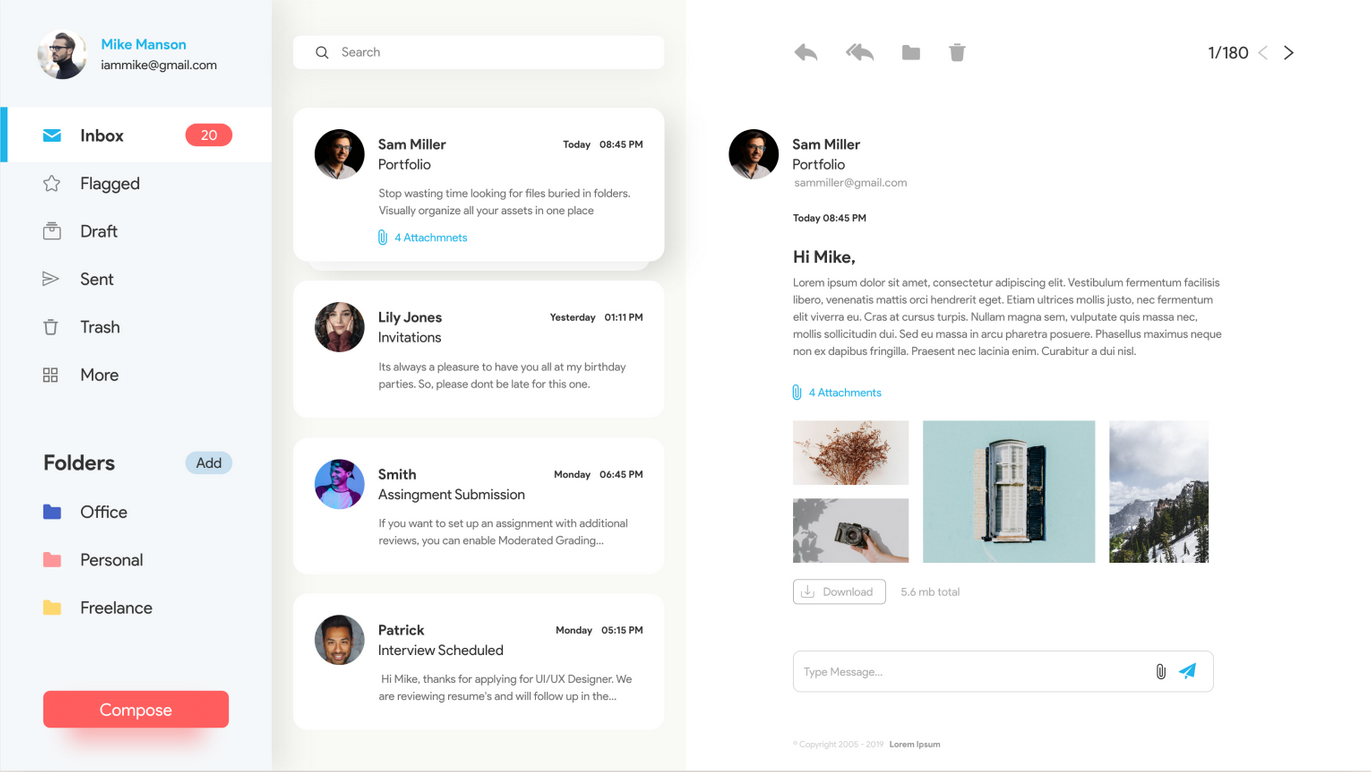 Mike Manson
iammike@gmail.com
Inbox
20
Flagged
Draft
Sent
Trash
More
Folders
Add
Office
Personal
Freelance
Compose
Search
Sam Miller
Today 08:45 PM
Portfolio
Stop wasting time looking for files buried in folders.
Visually organize all your assets in one place
4 Attachmnets
Lily Jones
Yesterday 01:11 PM
Invitations
Its always a pleasure to have you all at my birthday
parties. So, please dont be late for this one.
Smith
Monday 06:45 PM
Assingment Submission
If you want to set up an assignment with additional
reviews, you can enable Moderated Grading...
Patrick
Monday 05:15 PM
Interview Scheduled
Hi Mike, thanks for applying for UI/UX Designer. We
are reviewing resume's and will follow up in the...
1/180
Sam Miller
Portfolio
sammiller@gmail.com
Today 08:45 PM
Hi Mike,
Lorem ipsum dolor sit amet, consectetur adipiscing elit. Vestibulum fermentum facilisis
libero, venenatis mattis orci hendrerit eget. Etiam ultrices mollis justo, nec fermentum
elit viverra eu. Cras at cursus turpis. Nullam magna sem, vulputate quis massa nec,
mollis sollicitudin dui. Sed eu massa in arcu pharetra posuere. Phasellus maximus neque
non ex dapibus fringilla. Praesent nec lacinia enim. Curabitur a dui nisl.
4 Attachments
Download
5.6 mb total
Type Message...
© Copyright 2005 - 2019 Lorem Ipsum